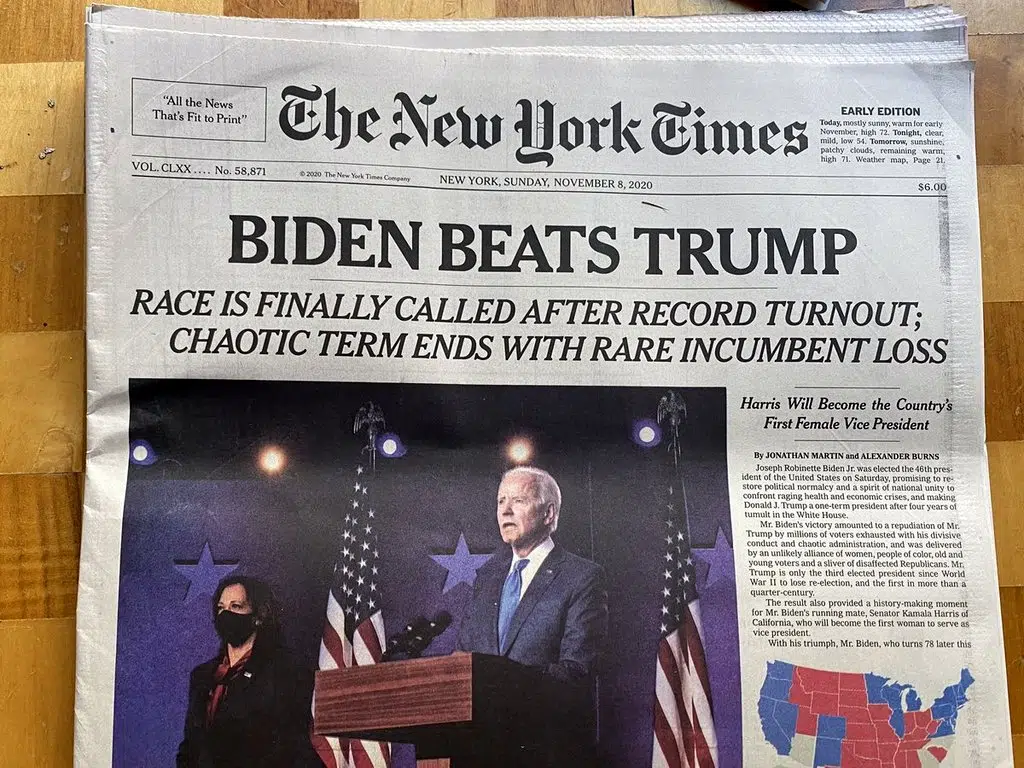 "All the News
That's Fit to Print"
The New York Times
EARLY EDITION
Today, mostly sunny, warm for early
November, high 72. Tonight, clear,
mild, low 54. Tomorrow, sunshine,
patchy clouds, remaining warm,
high 71. Weather map, Page 21.
VOL. CLXX .... No. 58,871
© 2020 The New York Times Company
NEW YORK, SUNDAY, NOVEMBER 8, 2020
$6.00
BIDEN BEATS TRUMP
RACE IS FINALLY CALLED AFTER RECORD TURNOUT;
CHAOTIC TERM ENDS WITH RARE INCUMBENT LOSS
Harris Will Become the Country's
First Female Vice President
By JONATHAN MARTIN and ALEXANDER BURNS
Joseph Robinette Biden Jr. was elected the 46th pres-
ident of the United States on Saturday, promising to re-
store political normalcy and a spirit of national unity to
confront raging health and economic crises, and making
Donald J. Trump a one-term president after four years of
tumult in the White House.
Mr. Biden's victory amounted to a repudiation of Mr.
Trump by millions of voters exhausted with his divisive
conduct and chaotic administration, and was delivered
by an unlikely alliance of women, people of color, old and
young voters and a sliver of disaffected Republicans. Mr.
Trump is only the third elected president since World
War II to lose re-election, and the first in more than a
quarter-century.
The result also provided a history-making moment
for Mr. Biden's running mate, Senator Kamala Harris of
California, who will become the first woman to serve as
vice president.
With his triumph, Mr. Biden, who turns 78 later this